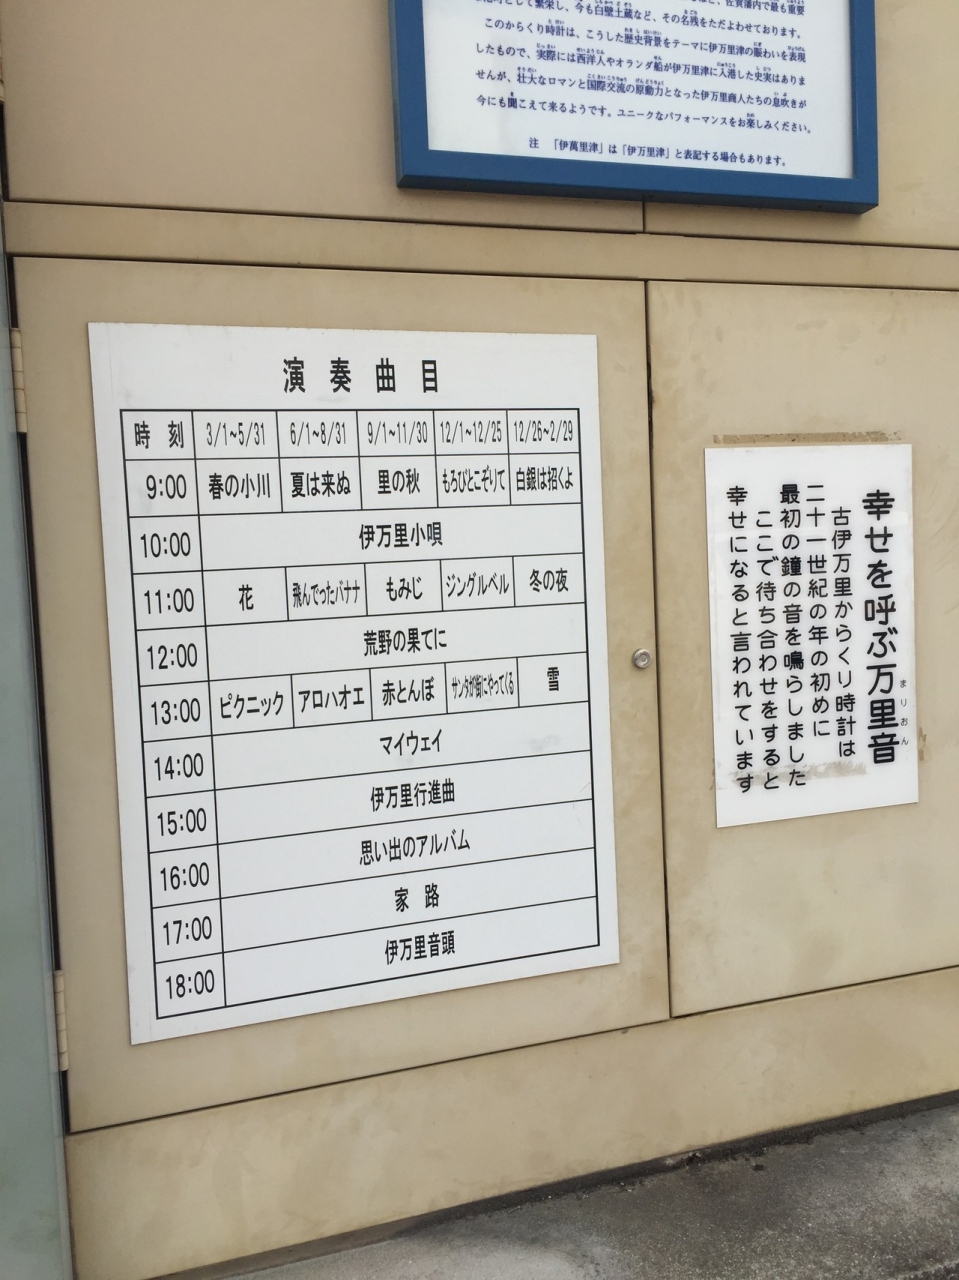 して繁栄し、今も白壁土蔵など、その名残をただよわせております。
このからくり時計は、こうした歴史背景をテーマに伊万里津の賑わいを表現
したもので、実際には西洋人やオランダ船が伊万里津に入港した史実はありま
せんが、壮大なロマンと国際交流の原動力となった伊万里商人たちの息吹きが
今にも聞こえて来るようです。ユニークなパフォーマンスをお楽しみください。
注 「伊萬里津」は「伊万里津」と表記する場合もあります。
演奏曲目
時刻 3/1~5/31 6/1~8/31 9/1~11/30 12/1~12/25 12/26~2/29
9:00 春の小川 夏は来ぬ 里の秋 もろびとこぞりて 白銀は招くよ
10:00 伊万里小唄
11:00 花 飛んでったバナナ もみじ ジングルベル 冬の夜
12:00 荒野の果てに
13:00 ピクニック アロハオエ 赤とんぼ サンタが街にやってくる 雪
14:00 マイウェイ
15:00 伊万里行進曲
16:00 思い出のアルバム
17:00 家路
18:00 伊万里音頭
幸せを呼ぶ万里音
まりおん
古伊万里からくり時計は
二十一世紀の年の初めに
最初の鐘の音を鳴らしました
ここで待ち合わせをすると
幸せになると言われています